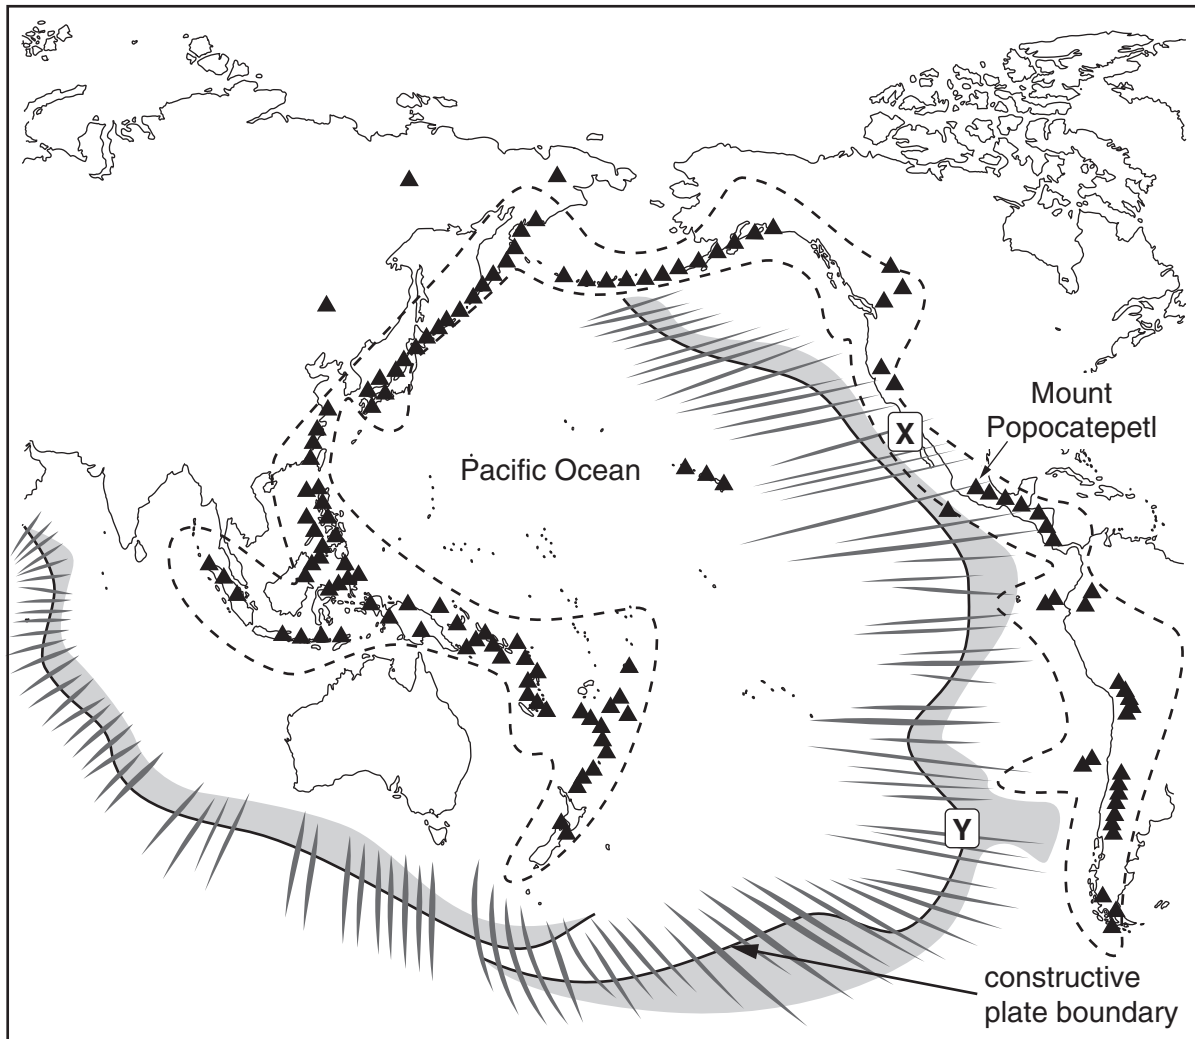 Mount
Popocatepetl
X
Pacific Ocean
Y
constructive
plate boundary